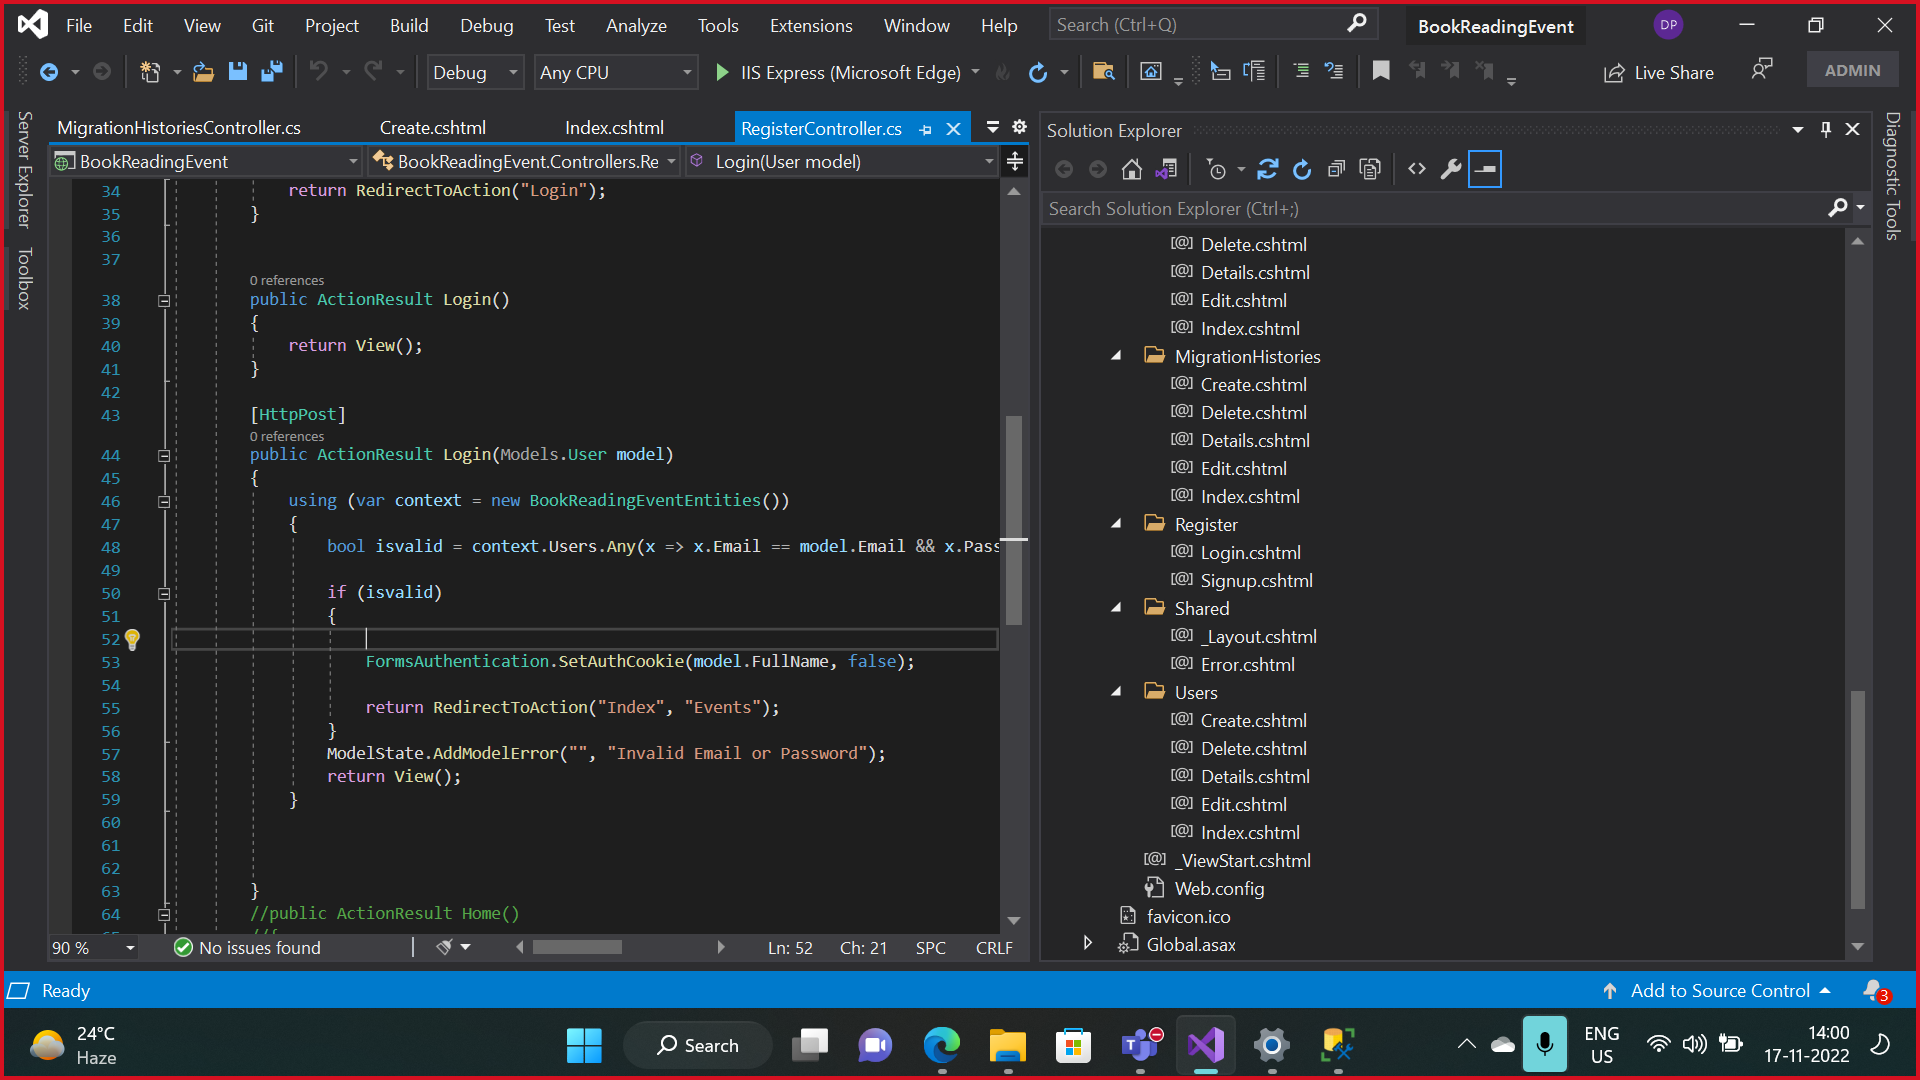 File Edit View Git Project Build Debug Test Analyze Tools Extensions Window Help Search (Ctrl+Q) BookReadingEvent DP
Debug Any CPU IIS Express (Microsoft Edge) Live Share ADMIN
Server Explorer
Toolbox
MigrationHistoriesController.cs Create.cshtml Index.cshtml RegisterController.cs
BookReadingEvent BookReadingEvent.Controllers.Re Login(User model)
34 return RedirectToAction("Login");
35 }
36
37
0 references
38 public ActionResult Login()
39 {
40 return View();
41 }
42
43 [HttpPost]
0 references
44 public ActionResult Login(Models.User model)
45 {
46 using (var context = new BookReadingEventEntities())
47 {
48 bool isvalid = context.Users.Any(x => x.Email == model.Email && x.Pass
49
50 if (isvalid)
51 {
52
53 FormsAuthentication.SetAuthCookie(model.FullName, false);
54
55 return RedirectToAction("Index", "Events");
56 }
57 ModelState.AddModelError("", "Invalid Email or Password");
58 return View();
59 }
60
61
62
63 }
64 //public ActionResult Home()
90 % No issues found Ln: 52 Ch: 21 SPC CRLF
Solution Explorer
Search Solution Explorer (Ctrl+;)
Delete.cshtml
Details.cshtml
Edit.cshtml
Index.cshtml
MigrationHistories
Create.cshtml
Delete.cshtml
Details.cshtml
Edit.cshtml
Index.cshtml
Register
Login.cshtml
Signup.cshtml
Shared
_Layout.cshtml
Error.cshtml
Users
Create.cshtml
Delete.cshtml
Details.cshtml
Edit.cshtml
Index.cshtml
_ViewStart.cshtml
Web.config
favicon.ico
Global.asax
Diagnostic Tools
Ready Add to Source Control 3
24°C
Haze
Search
ENG
US
14:00
17-11-2022